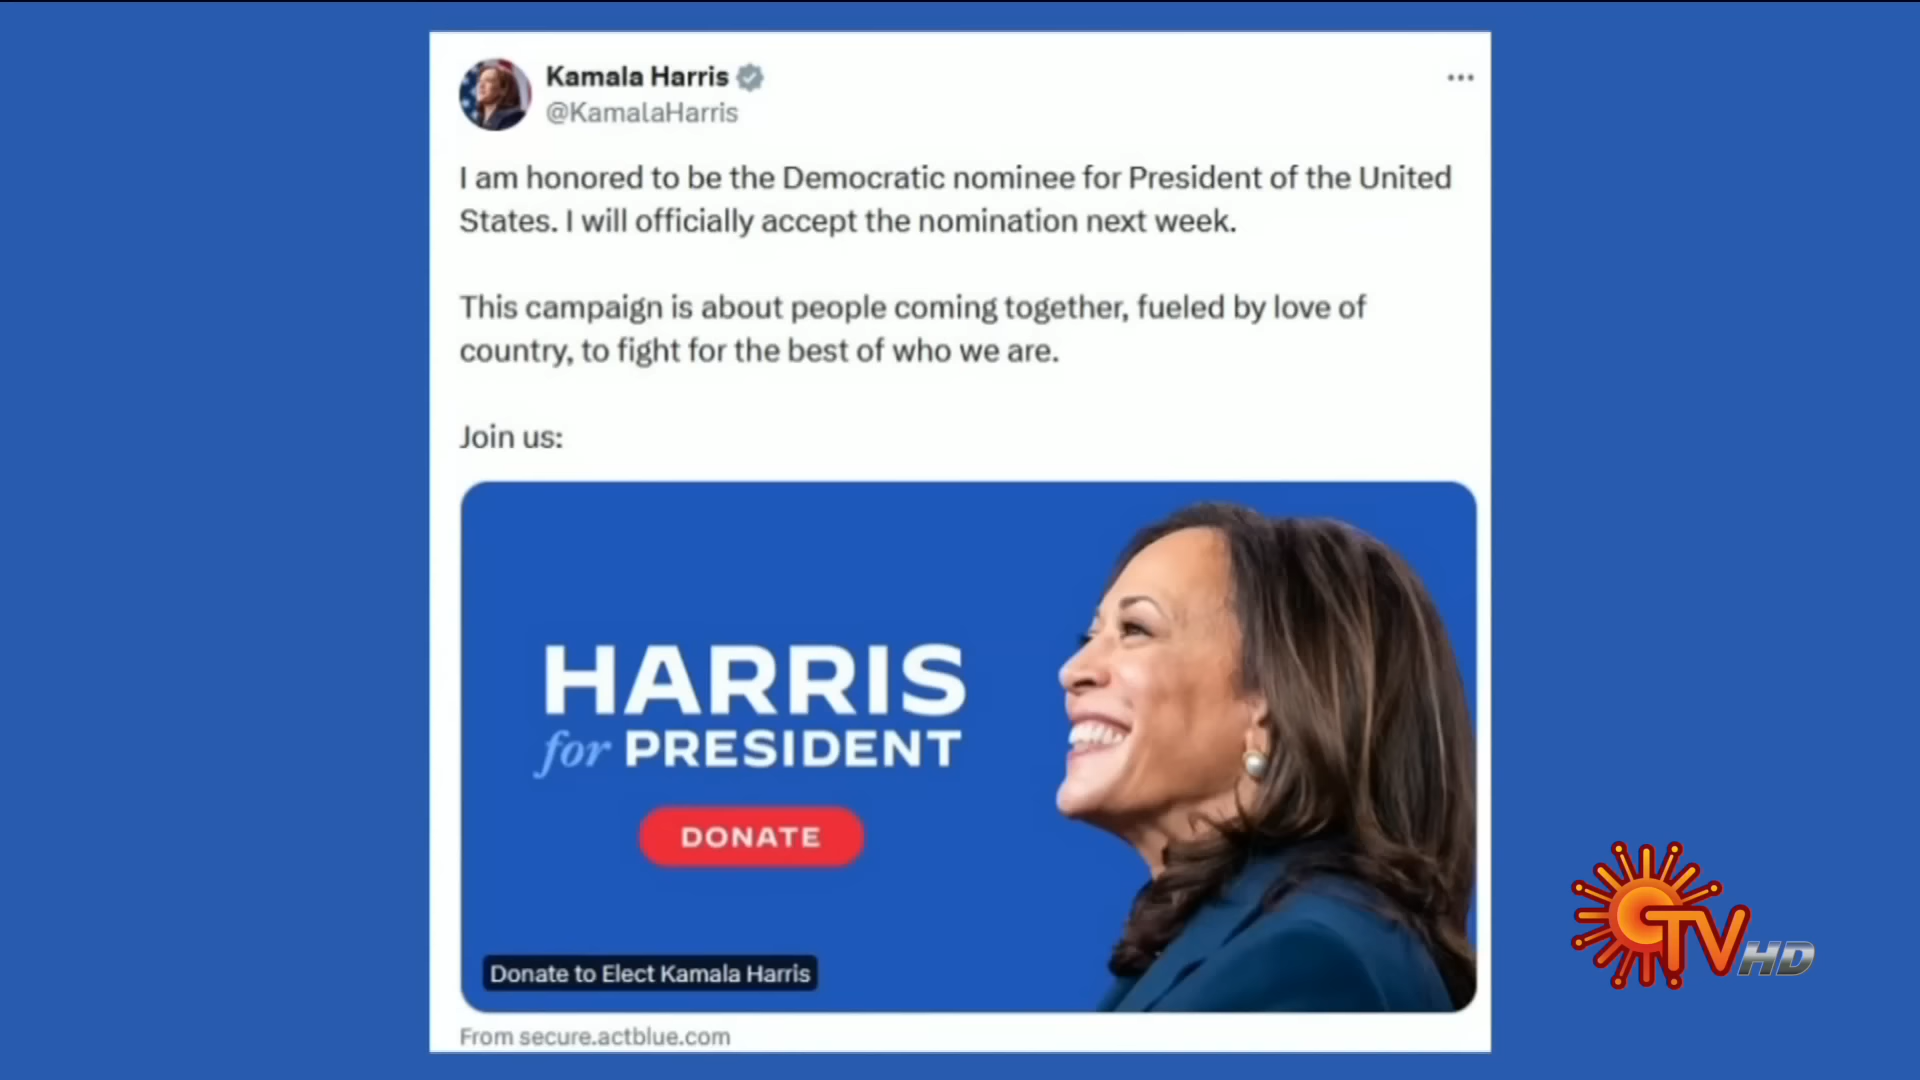 Kamala Harris
@KamalaHarris
I am honored to be the Democratic nominee for President of the United
States. I will officially accept the nomination next week.
This campaign is about people coming together, fueled by love of
country, to fight for the best of who we are.
Join us:
HARRIS
for PRESIDENT
DONATE
Donate to Elect Kamala Harris
From secure.actblue.com
TV HD